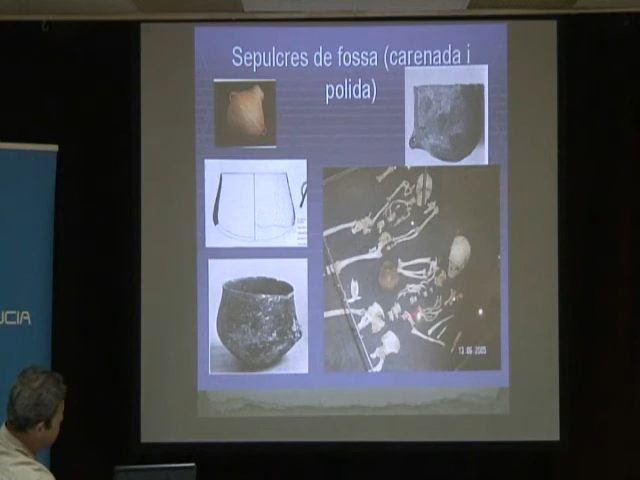 Sepulcres de fossa (carenada i
polida)
UCIA
13 06 2005